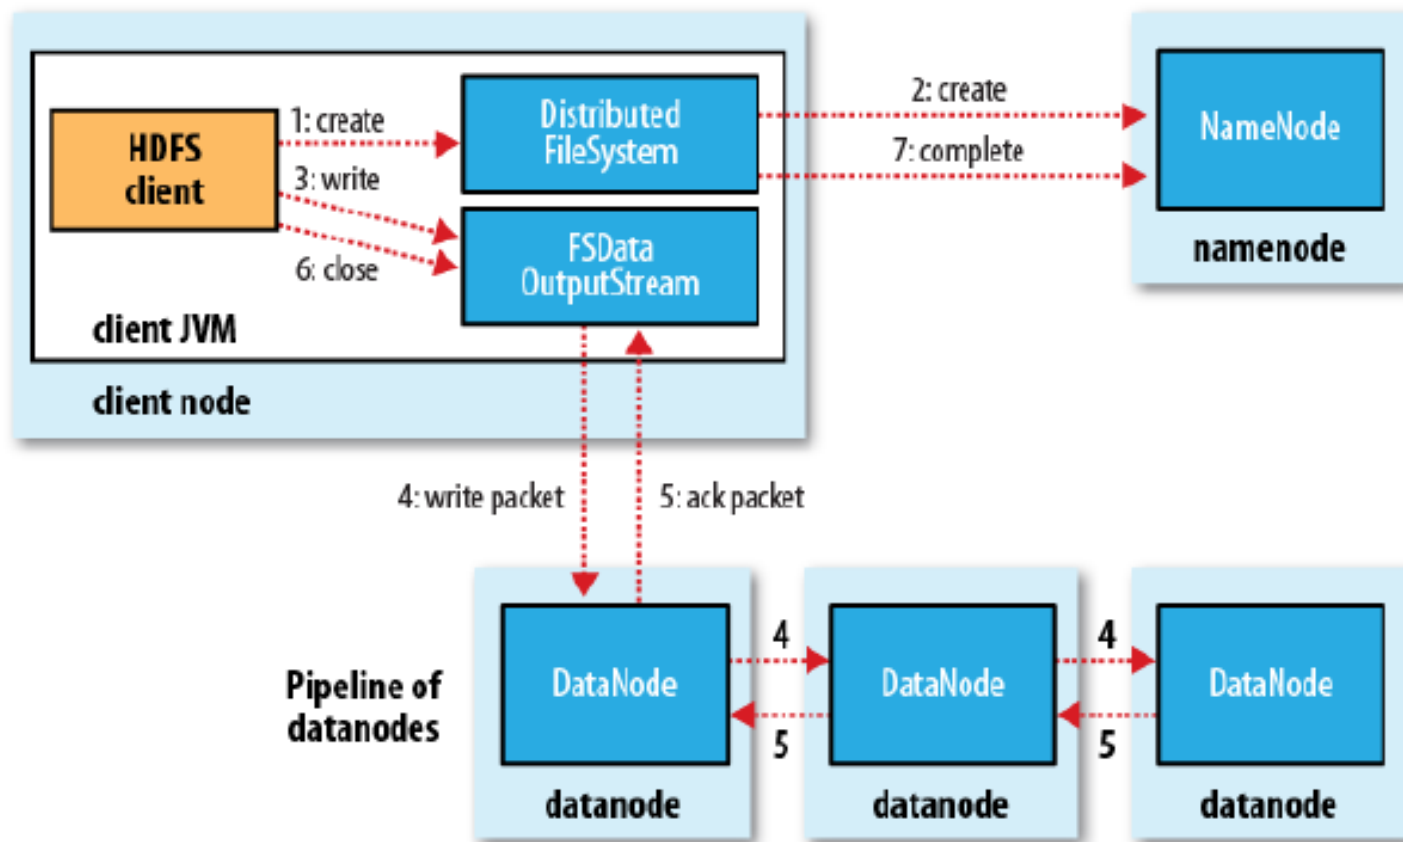 HDFS
client
1: create
3: write
6: close
Distributed
FileSystem
FSData
OutputStream
client JVM
client node
2: create
7: complete
NameNode
namenode
4: write packet
5: ack packet
Pipeline of
datanodes
DataNode
4
5
DataNode
4
5
DataNode
datanode
datanode
datanode